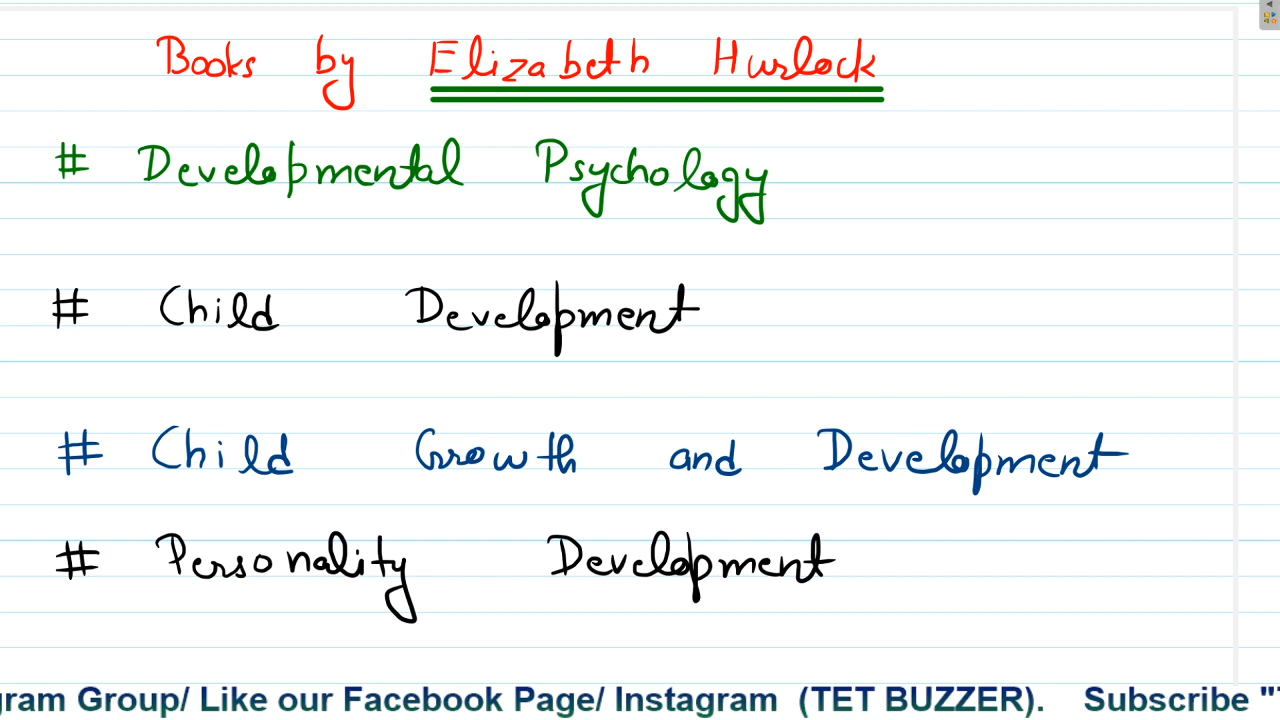 Books by Elizabeth Hurlock
# Developmental Psychology
# Child Development
# Child Growth and Development
# Personality Development
gram Group/ Like our Facebook Page/ Instagram (TET BUZZER). Subscribe "T